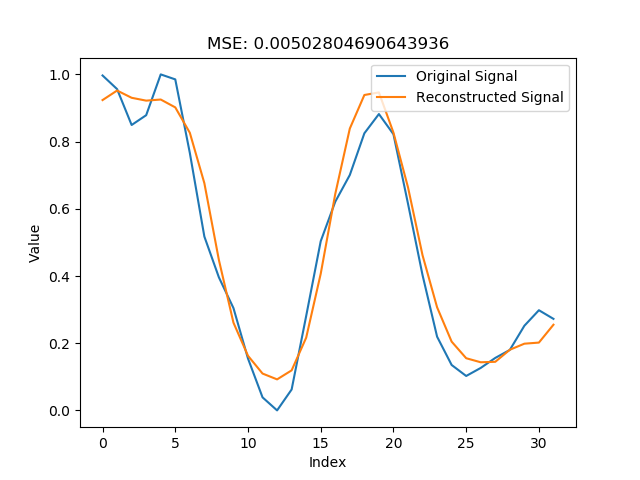 MSE: 0.00502804690643936
Original Signal
Reconstructed Signal
1.0
0.8
0.6
0.4
0.2
0.0
Value
0 5 10 15 20 25 30
Index